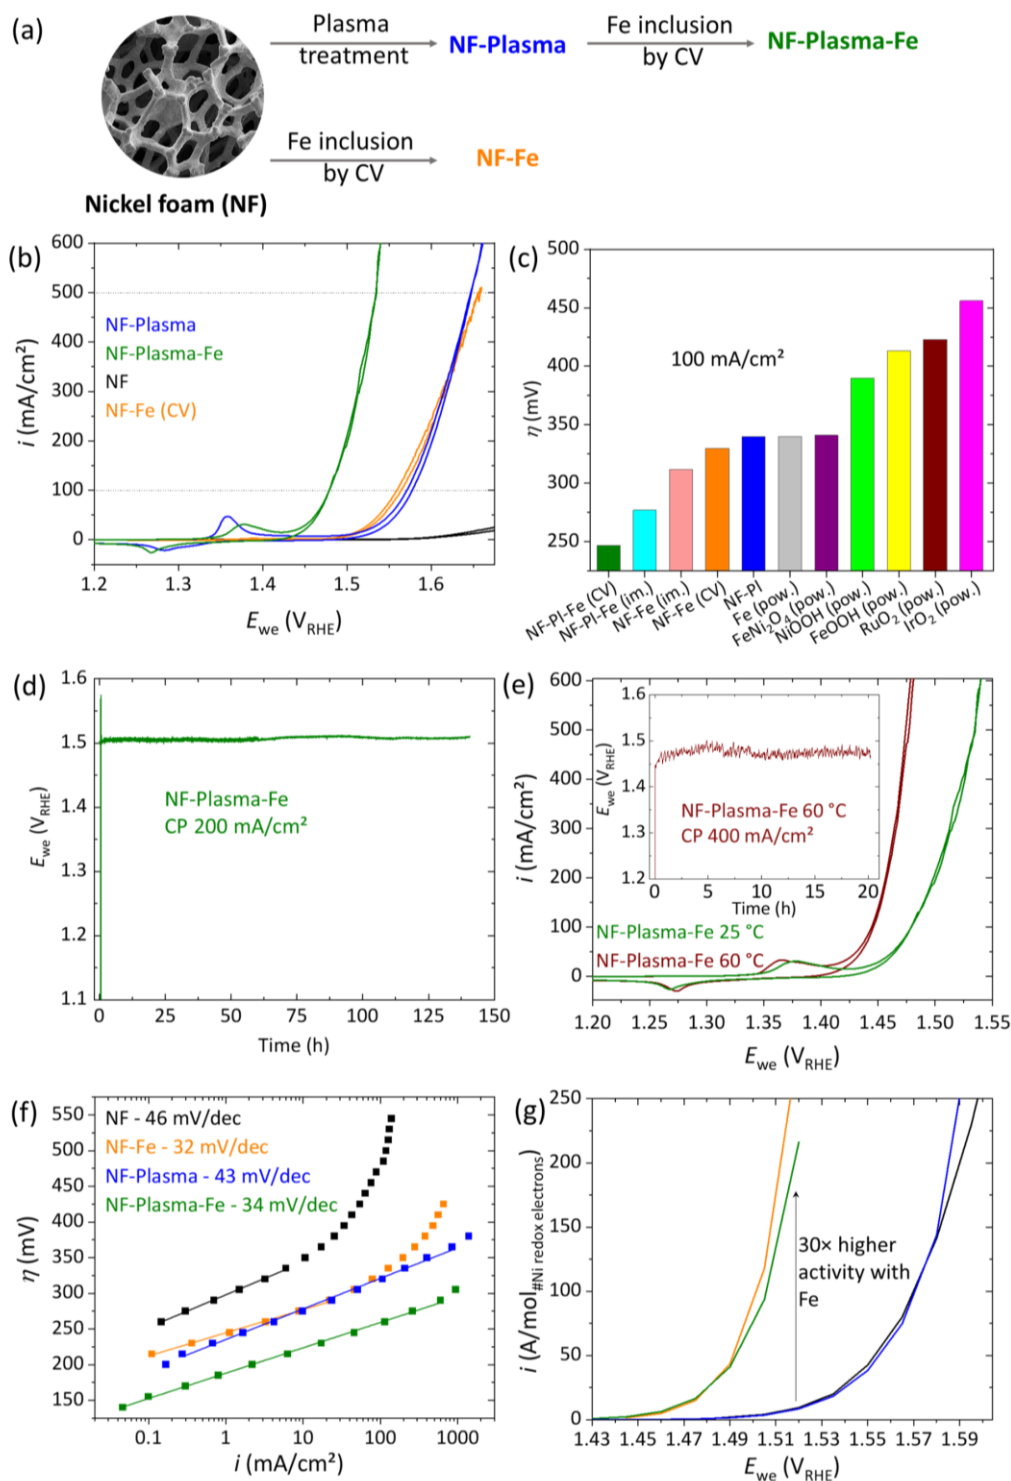 (a)
Plasma
treatment
NF-Plasma
Fe inclusion
by CV
NF-Plasma-Fe
Fe inclusion
by CV
NF-Fe
Nickel foam (NF)
(b)
600
500
400
300
200
100
0
i (mA/cm²)
NF-Plasma
NF-Plasma-Fe
NF
NF-Fe (CV)
1.2 1.3 1.4 1.5 1.6
E_we (V_RHE)
(c)
500
450
400
350
300
250
η (mV)
100 mA/cm²
NF-Pl-Fe (CV)
NF-Pl-Fe (im.)
NF-Fe (im.)
NF-Fe (CV)
NF-Pl
Fe (pow.)
FeNi₂O₄ (pow.)
NiOOH (pow.)
FeOOH (pow.)
RuO₂ (pow.)
IrO₂ (pow.)
(d)
1.6
1.5
1.4
1.3
1.2
1.1
E_we (V_RHE)
NF-Plasma-Fe
CP 200 mA/cm²
0 25 50 75 100 125 150
Time (h)
(e)
600
500
400
300
200
100
0
i (mA/cm²)
1.6
1.5
1.4
1.3
1.2
E_we (V_RHE)
NF-Plasma-Fe 60 °C
CP 400 mA/cm²
0 5 10 15 20
Time (h)
NF-Plasma-Fe 25 °C
NF-Plasma-Fe 60 °C
1.20 1.25 1.30 1.35 1.40 1.45 1.50 1.55
E_we (V_RHE)
(f)
550
500
450
400
350
300
250
200
150
η (mV)
NF - 46 mV/dec
NF-Fe - 32 mV/dec
NF-Plasma - 43 mV/dec
NF-Plasma-Fe - 34 mV/dec
0.1 1 10 100 1000
i (mA/cm²)
(g)
250
200
150
100
50
0
i (A/mol_#Ni redox electrons)
30× higher
activity with
Fe
1.43 1.45 1.47 1.49 1.51 1.53 1.55 1.57 1.59
E_we (V_RHE)